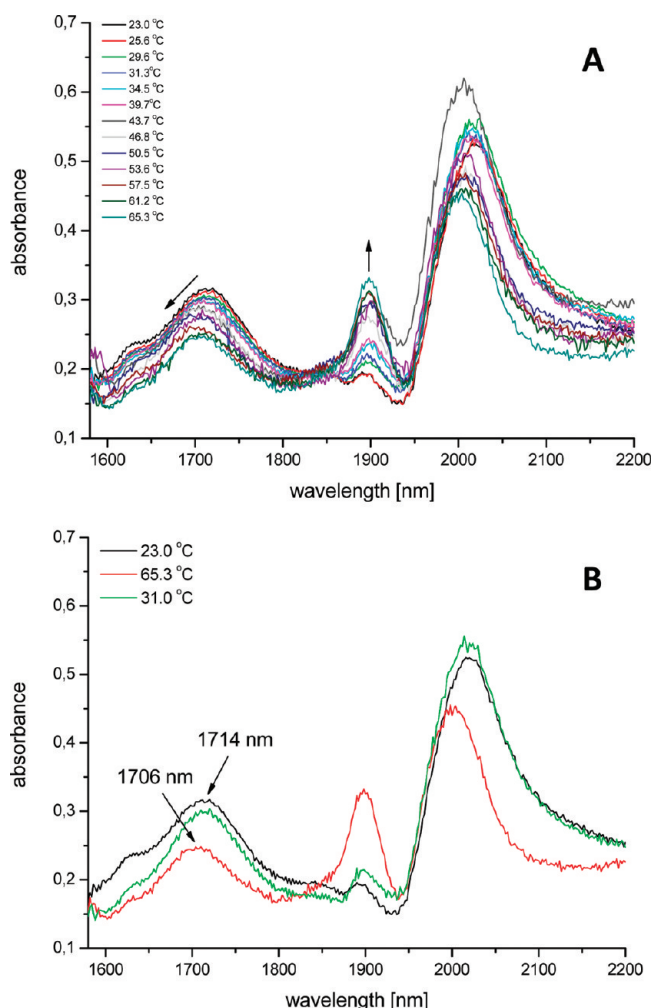 A
23.0 °C
25.6 °C
29.6 °C
31.3°C
34.5 °C
39.7°C
43.7 °C
46.8 °C
50.5 °C
53.6 °C
57.5 °C
61.2 °C
65.3 °C
absorbance
0,7
0,6
0,5
0,4
0,3
0,2
0,1
1600 1700 1800 1900 2000 2100 2200
wavelength [nm]
B
23.0 °C
65.3 °C
31.0 °C
1714 nm
1706 nm
absorbance
0,7
0,6
0,5
0,4
0,3
0,2
0,1
1600 1700 1800 1900 2000 2100 2200
wavelength [nm]